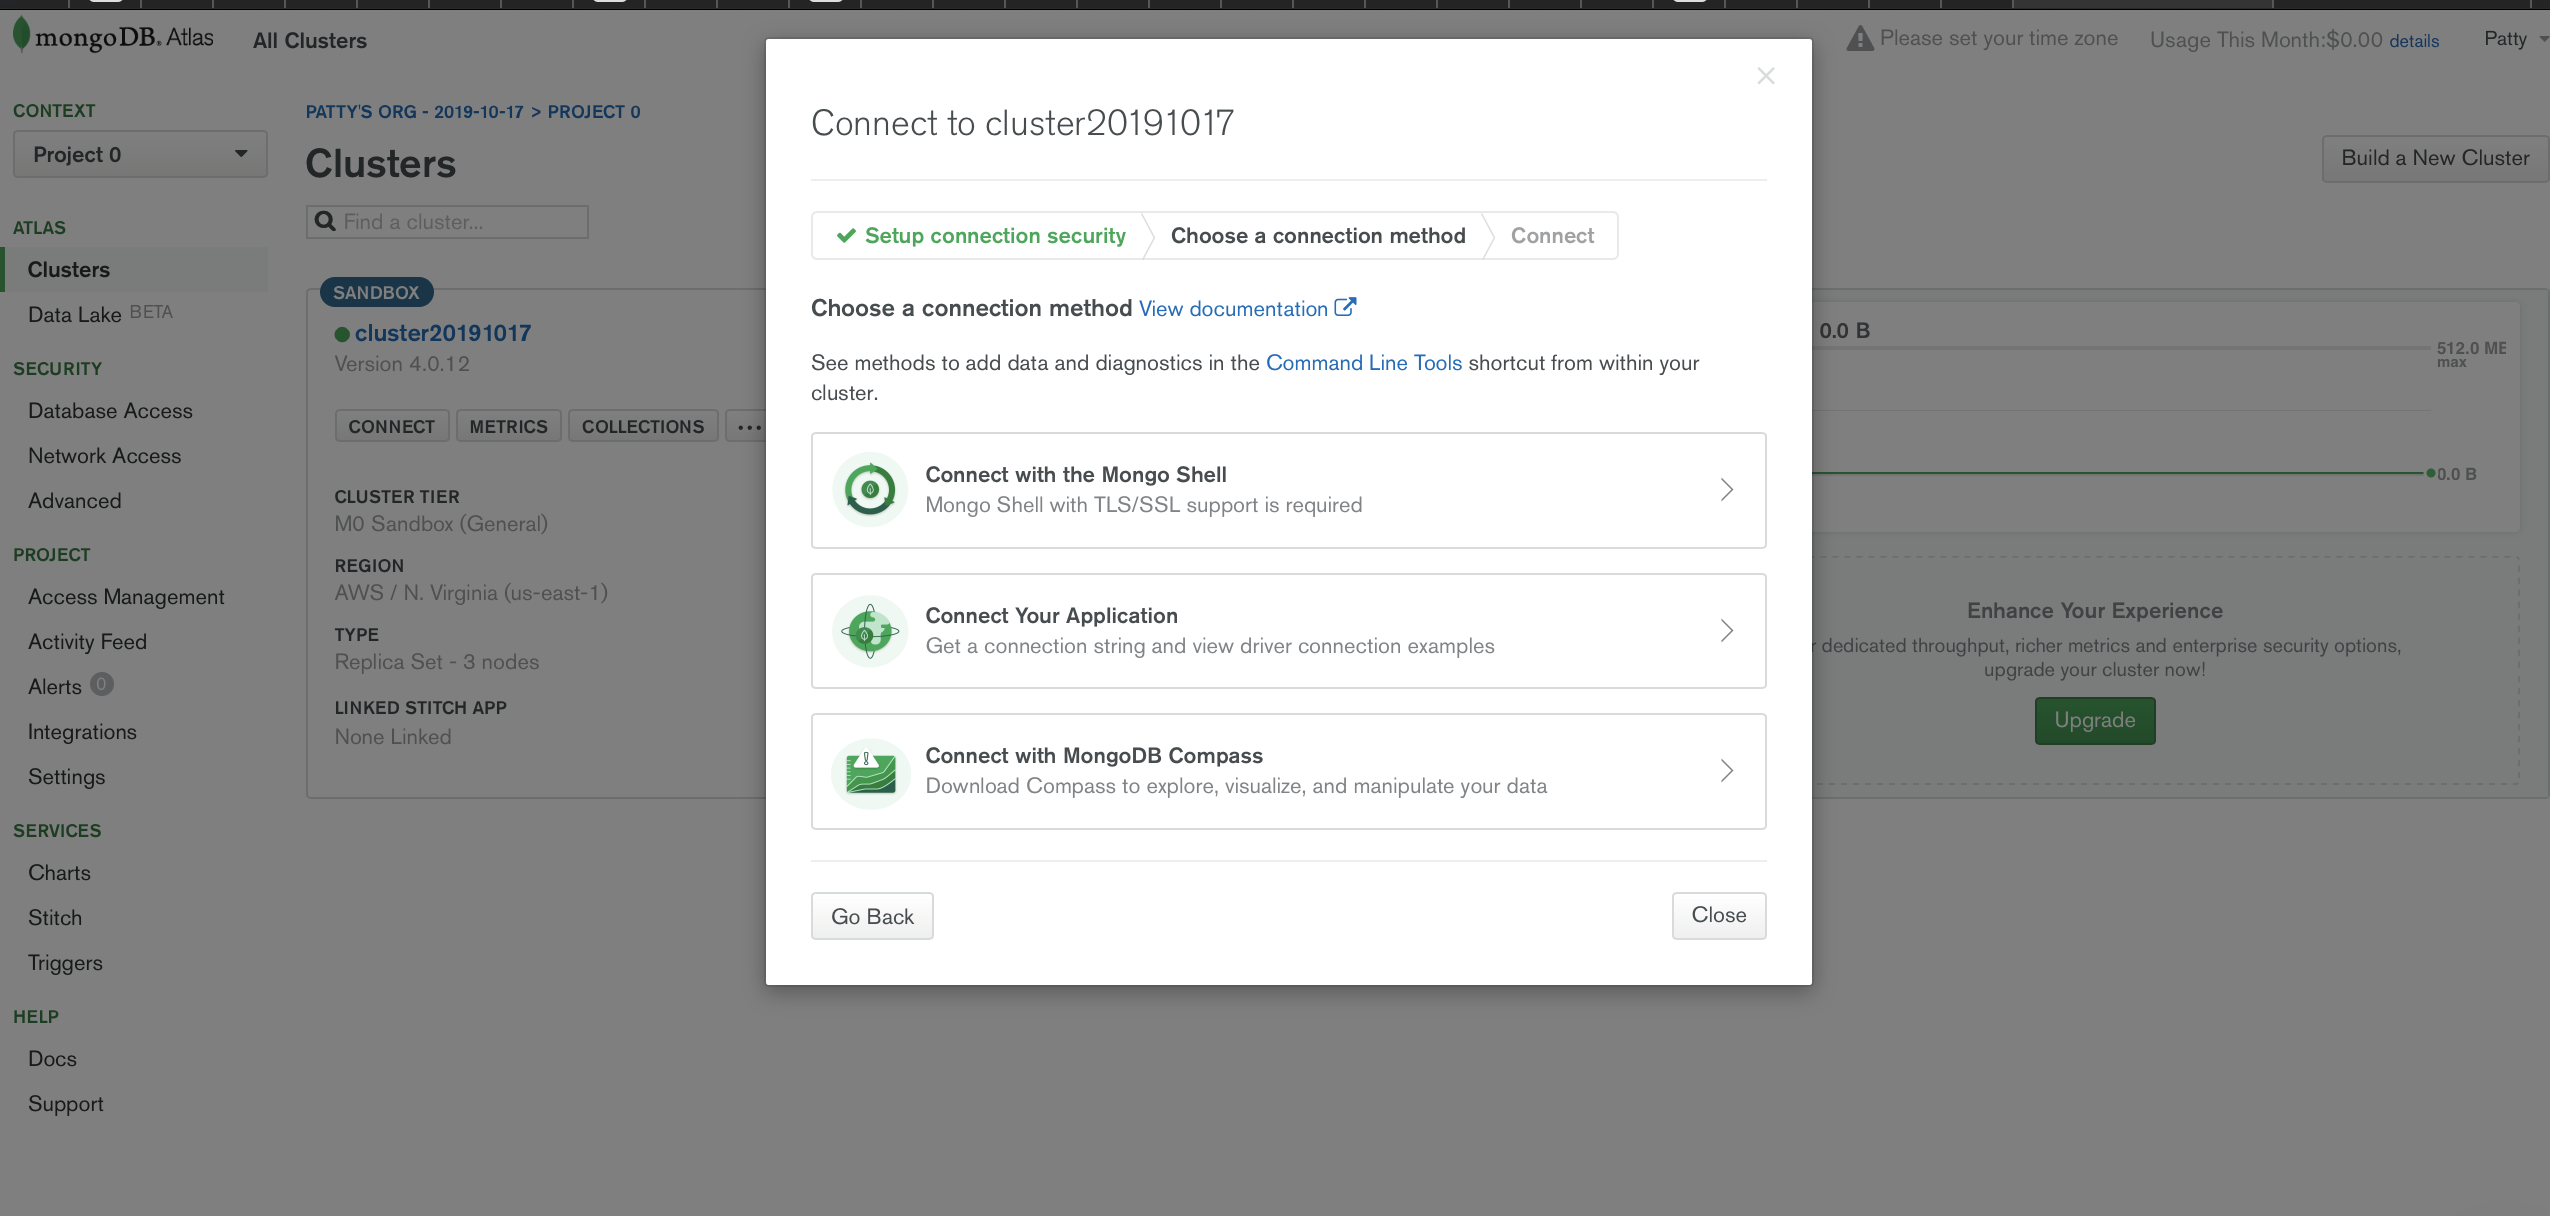 mongoDB. Atlas
All Clusters
Please set your time zone
Usage This Month:$0.00 details
Patty
CONTEXT
Project 0
ATLAS
Clusters
Data Lake BETA
SECURITY
Database Access
Network Access
Advanced
PROJECT
Access Management
Activity Feed
Alerts 0
Integrations
Settings
SERVICES
Charts
Stitch
Triggers
HELP
Docs
Support
PATTY'S ORG - 2019-10-17 > PROJECT 0
Clusters
Find a cluster...
Build a New Cluster
SANDBOX
cluster20191017
Version 4.0.12
CONNECT
METRICS
COLLECTIONS
...
CLUSTER TIER
M0 Sandbox (General)
REGION
AWS / N. Virginia (us-east-1)
TYPE
Replica Set - 3 nodes
LINKED STITCH APP
None Linked
Connect to cluster20191017
Setup connection security
Choose a connection method
Connect
Choose a connection method View documentation
See methods to add data and diagnostics in the Command Line Tools shortcut from within your
cluster.
Connect with the Mongo Shell
Mongo Shell with TLS/SSL support is required
Connect Your Application
Get a connection string and view driver connection examples
Connect with MongoDB Compass
Download Compass to explore, visualize, and manipulate your data
Go Back
Close
0.0 B
512.0 MB
max
0.0 B
Enhance Your Experience
dedicated throughput, richer metrics and enterprise security options,
upgrade your cluster now!
Upgrade